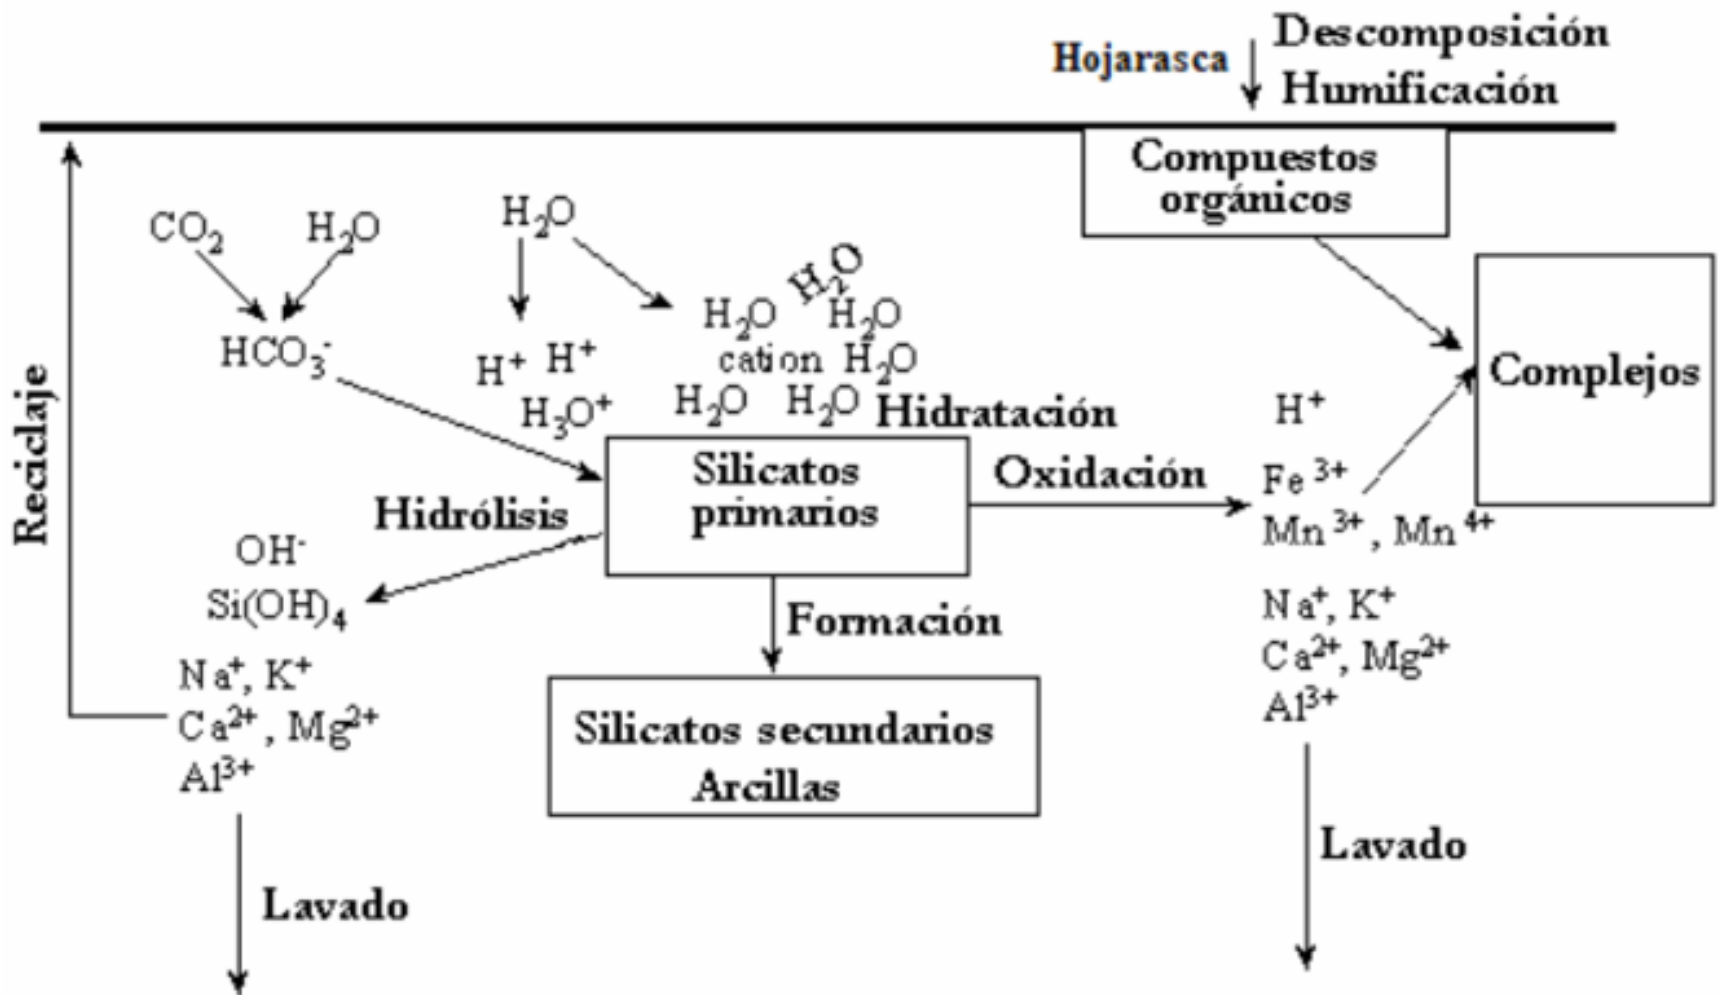 Hojarasca
Descomposición
Humificación
Compuestos
orgánicos
CO₂
H₂O
H₂O
HCO₃⁻
H⁺ H⁺
H₃O⁺
H₂O
H₂O H₂O
cation H₂O
H₂O H₂O
Hidratación
Complejos
Reciclaje
Silicatos
primarios
Oxidación
H⁺
Fe ³⁺
Mn ³⁺, Mn ⁴⁺
Na⁺, K⁺
Ca²⁺, Mg²⁺
Al³⁺
Lavado
Hidrólisis
OH⁻
Si(OH)₄
Na⁺, K⁺
Ca²⁺ , Mg²⁺
Al³⁺
Lavado
Formación
Silicatos secundarios
Arcillas